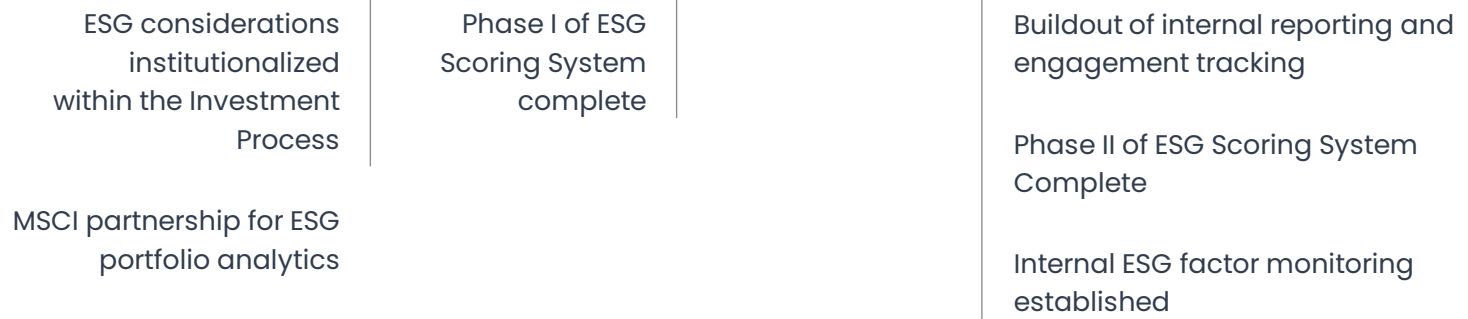 ESG considerations
institutionalized
within the Investment
Process
MSCI partnership for ESG
portfolio analytics
Phase I of ESG
Scoring System
complete
Buildout of internal reporting and
engagement tracking
Phase II of ESG Scoring System
Complete
Internal ESG factor monitoring
established